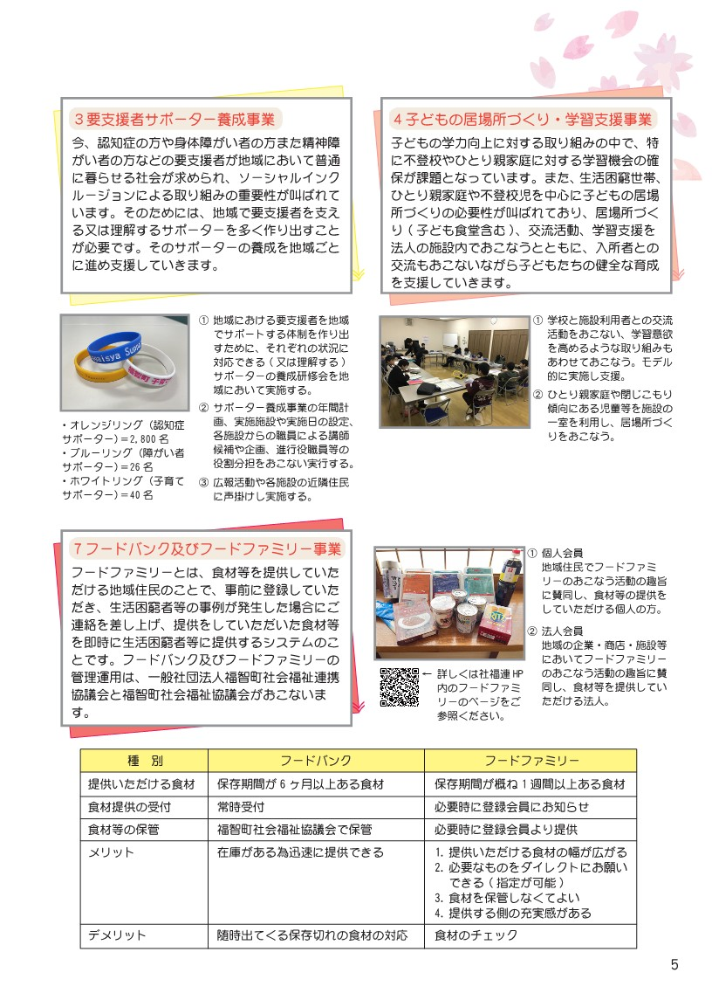 3要支援者サポーター養成事業
今、認知症の方や身体障がい者の方また精神障
がい者の方などの要支援者が地域において普通
に暮らせる社会が求められ、ソーシャルインク
ルージョンによる取り組みの重要性が叫ばれて
います。そのためには、地域で要支援者を支え
る又は理解するサポーターを多く作り出すこと
が必要です。そのサポーターの養成を地域ごと
に進め支援していきます。
・オレンジリング（認知症
サポーター）＝2,800名
・ブルーリング（障がい者
サポーター）＝26名
・ホワイトリング（子育て
サポーター）＝40名
① 地域における要支援者を地域
でサポートする体制を作り出
すために、それぞれの状況に
対応できる（又は理解する）
サポーターの養成研修会を地
域において実施する。
② サポーター養成事業の年間計
画、実施施設や実施日の設定、
各施設からの職員による講師
候補や企画、進行役職員等の
役割分担をおこない実行する。
③ 広報活動や各施設の近隣住民
に声掛けし実施する。
4子どもの居場所づくり・学習支援事業
子どもの学力向上に対する取り組みの中で、特
に不登校やひとり親家庭に対する学習機会の確
保が課題となっています。また、生活困窮世帯、
ひとり親家庭や不登校児を中心に子どもの居場
所づくりの必要性が叫ばれており、居場所づく
り（子ども食堂含む）、交流活動、学習支援を
法人の施設内でおこなうとともに、入所者との
交流もおこないながら子どもたちの健全な育成
を支援していきます。
① 学校と施設利用者との交流
活動をおこない、学習意欲
を高めるような取り組みも
あわせておこなう。モデル
的に実施し支援。
② ひとり親家庭や閉じこもり
傾向にある児童等を施設の
一室を利用し、居場所づく
りをおこなう。
7フードバンク及びフードファミリー事業
フードファミリーとは、食材等を提供していた
だける地域住民のことで、事前に登録していた
だき、生活困窮者等の事例が発生した場合にご
連絡を差し上げ、提供をしていただいた食材等
を即時に生活困窮者等に提供するシステムのこ
とです。フードバンク及びフードファミリーの
管理運用は、一般社団法人福智町社会福祉連携
協議会と福智町社会福祉協議会がおこないま
す。
← 詳しくは社福連HP
内のフードファミ
リーのページをご
参照ください。
① 個人会員
地域住民でフードファミ
リーのおこなう活動の趣旨
に賛同し、食材等の提供を
していただける個人の方。
② 法人会員
地域の企業・商店・施設等
においてフードファミリー
のおこなう活動の趣旨に賛
同し、食材等を提供してい
ただける法人。
種　別 フードバンク フードファミリー
提供いただける食材 保存期間が6ヶ月以上ある食材 保存期間が概ね1週間以上ある食材
食材提供の受付 常時受付 必要時に登録会員にお知らせ
食材等の保管 福智町社会福祉協議会で保管 必要時に登録会員より提供
メリット 在庫がある為迅速に提供できる 1. 提供いただける食材の幅が広がる
2. 必要なものをダイレクトにお願い
できる（指定が可能）
3. 食材を保管しなくてよい
4. 提供する側の充実感がある
デメリット 随時出てくる保存切れの食材の対応 食材のチェック
5